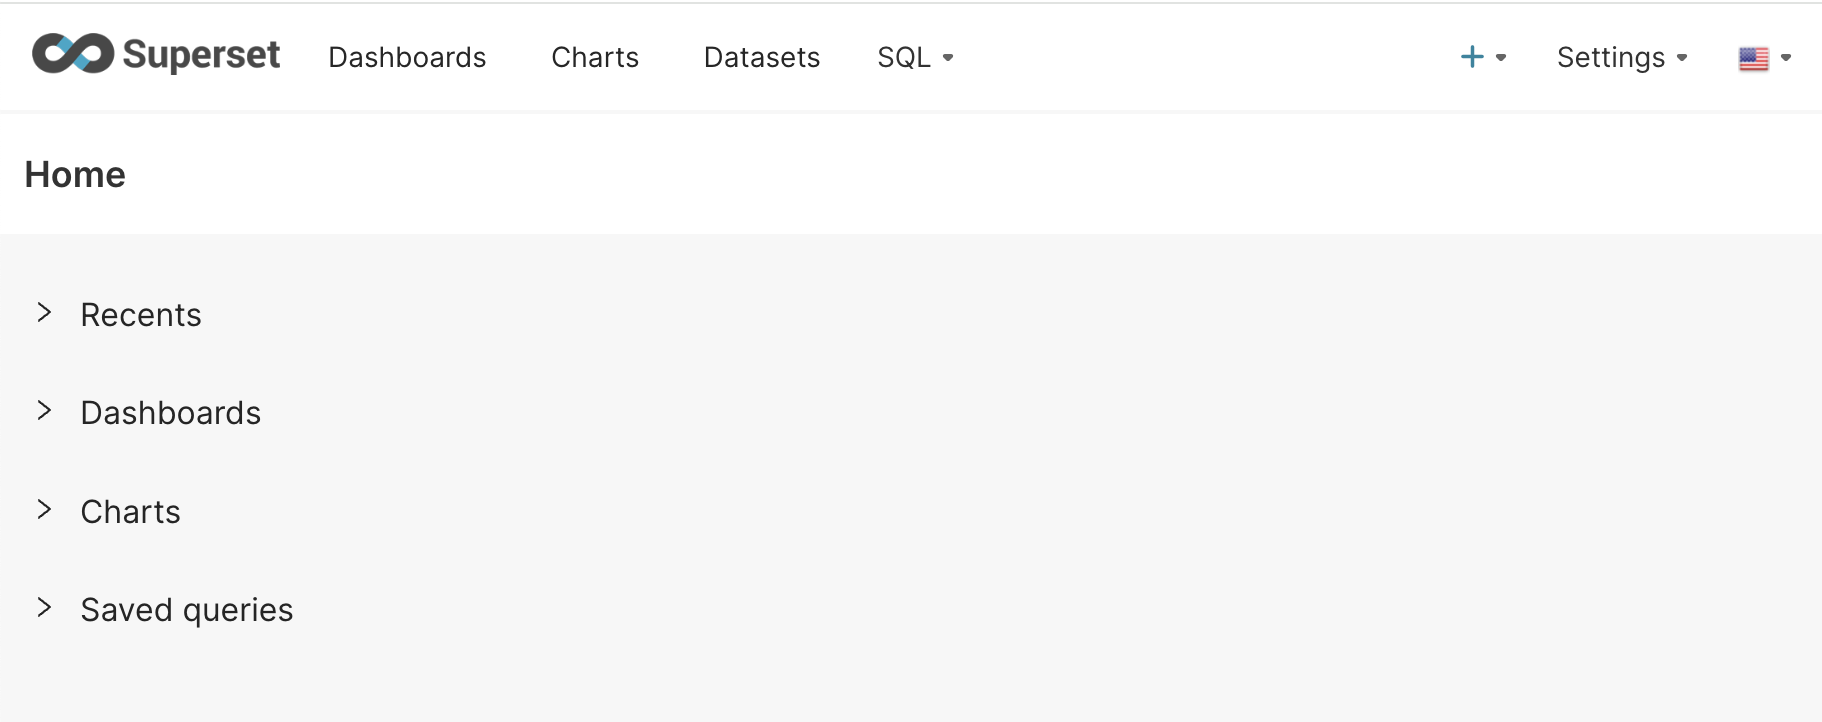 Superset Dashboards Charts Datasets SQL + Settings
Home
Recents
Dashboards
Charts
Saved queries